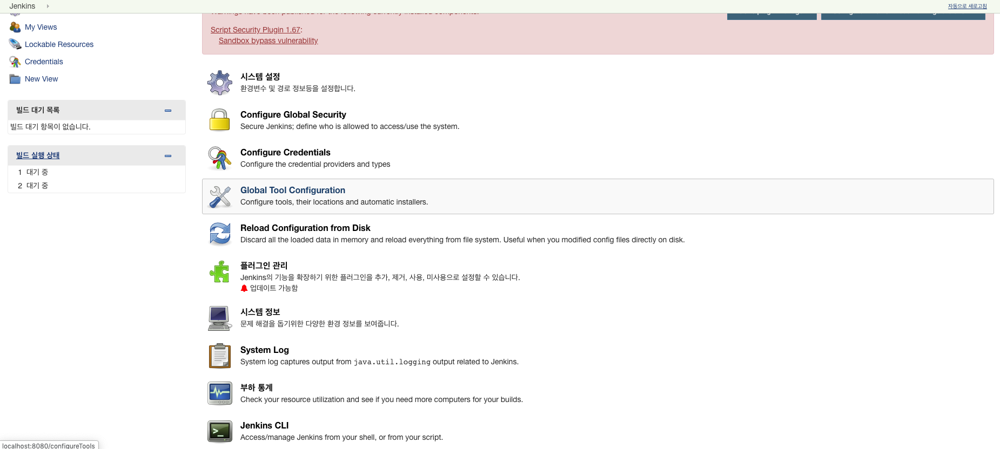 Jenkins
자동으로 새로고침
My Views
Lockable Resources
Credentials
New View
빌드 대기 목록
빌드 대기 항목이 없습니다.
빌드 실행 상태
1 대기 중
2 대기 중
Warnings have been published for the following currently installed components:
Script Security Plugin 1.67:
Sandbox bypass vulnerability
시스템 설정
환경변수 및 경로 정보등을 설정합니다.
Configure Global Security
Secure Jenkins; define who is allowed to access/use the system.
Configure Credentials
Configure the credential providers and types
Global Tool Configuration
Configure tools, their locations and automatic installers.
Reload Configuration from Disk
Discard all the loaded data in memory and reload everything from file system. Useful when you modified config files directly on disk.
플러그인 관리
Jenkins의 기능을 확장하기 위한 플러그인을 추가, 제거, 사용, 미사용으로 설정할 수 있습니다.
업데이트 가능함
시스템 정보
문제 해결을 돕기위한 다양한 환경 정보를 보여줍니다.
System Log
System log captures output from java.util.logging output related to Jenkins.
부하 통계
Check your resource utilization and see if you need more computers for your builds.
Jenkins CLI
Access/manage Jenkins from your shell, or from your script.
localhost:8080/configureTools